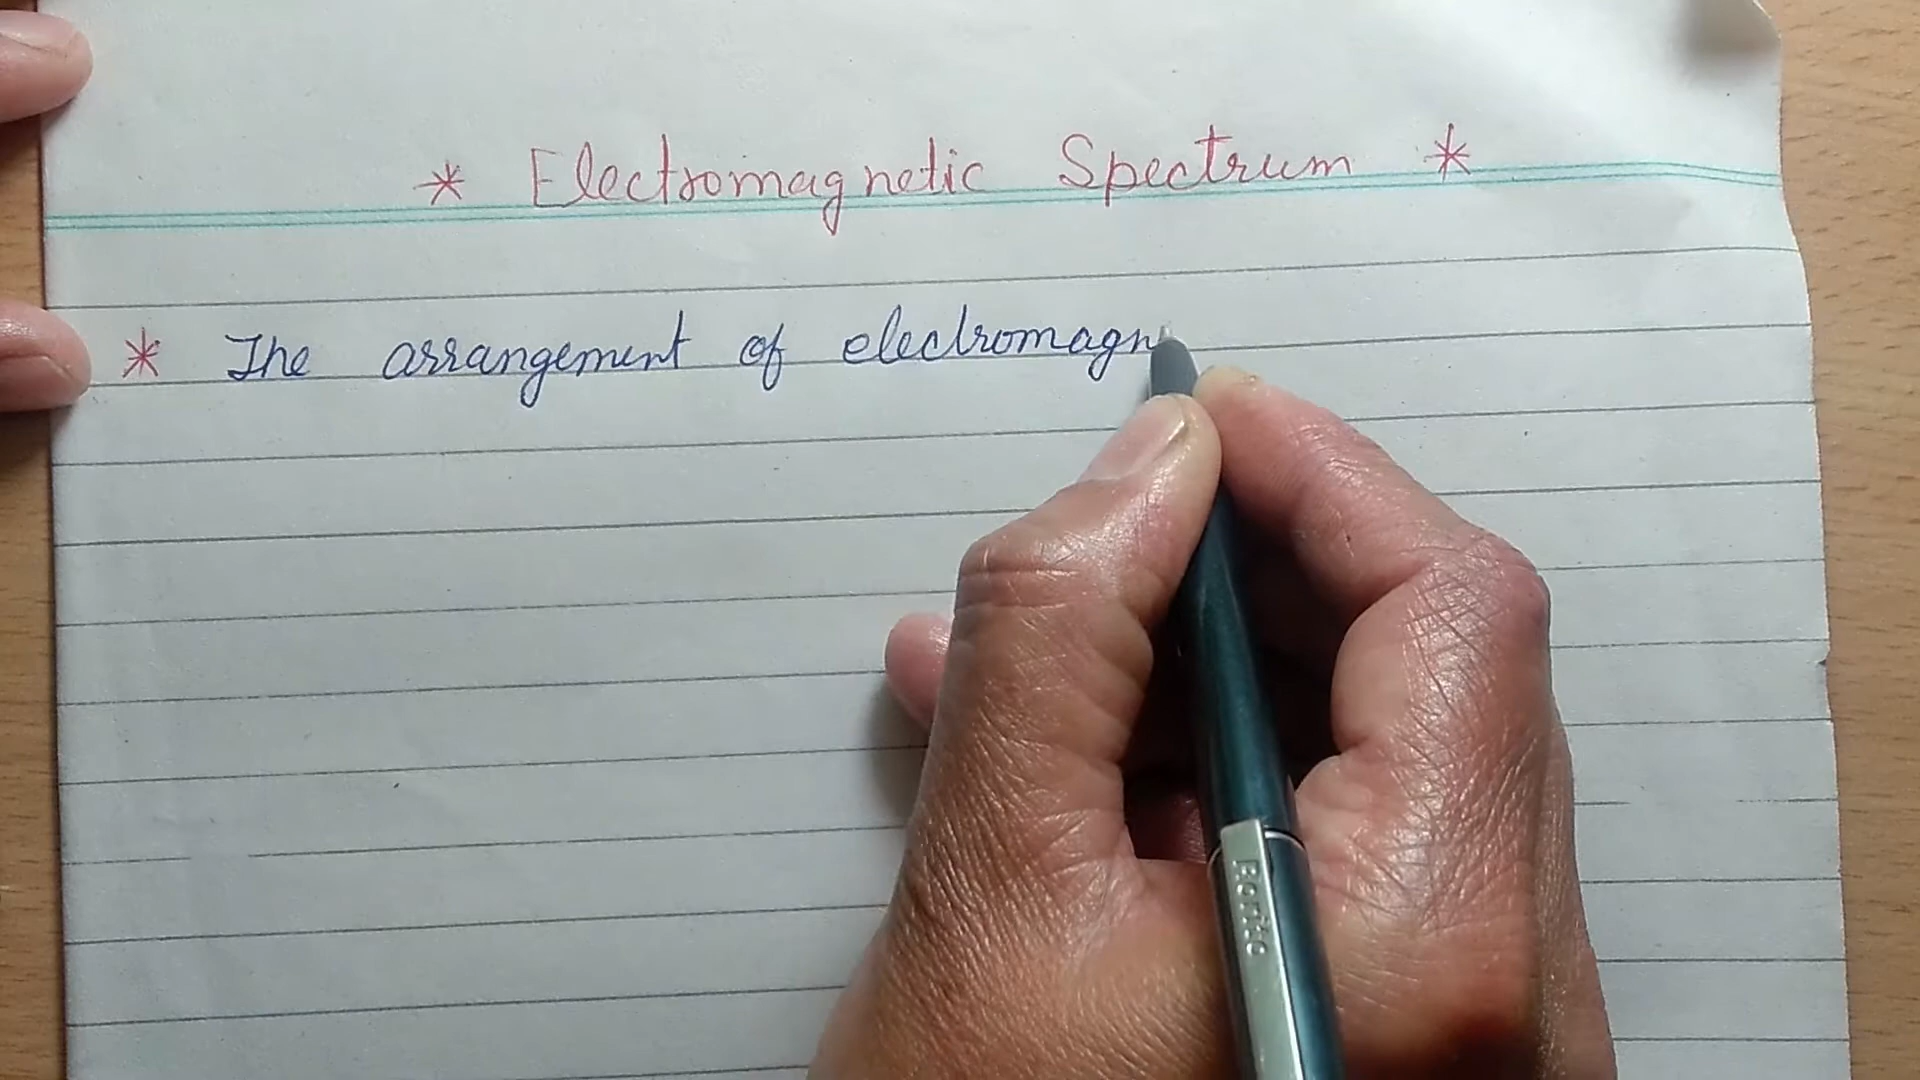 * Electromagnetic Spectrum *
* The arrangement of electromagn